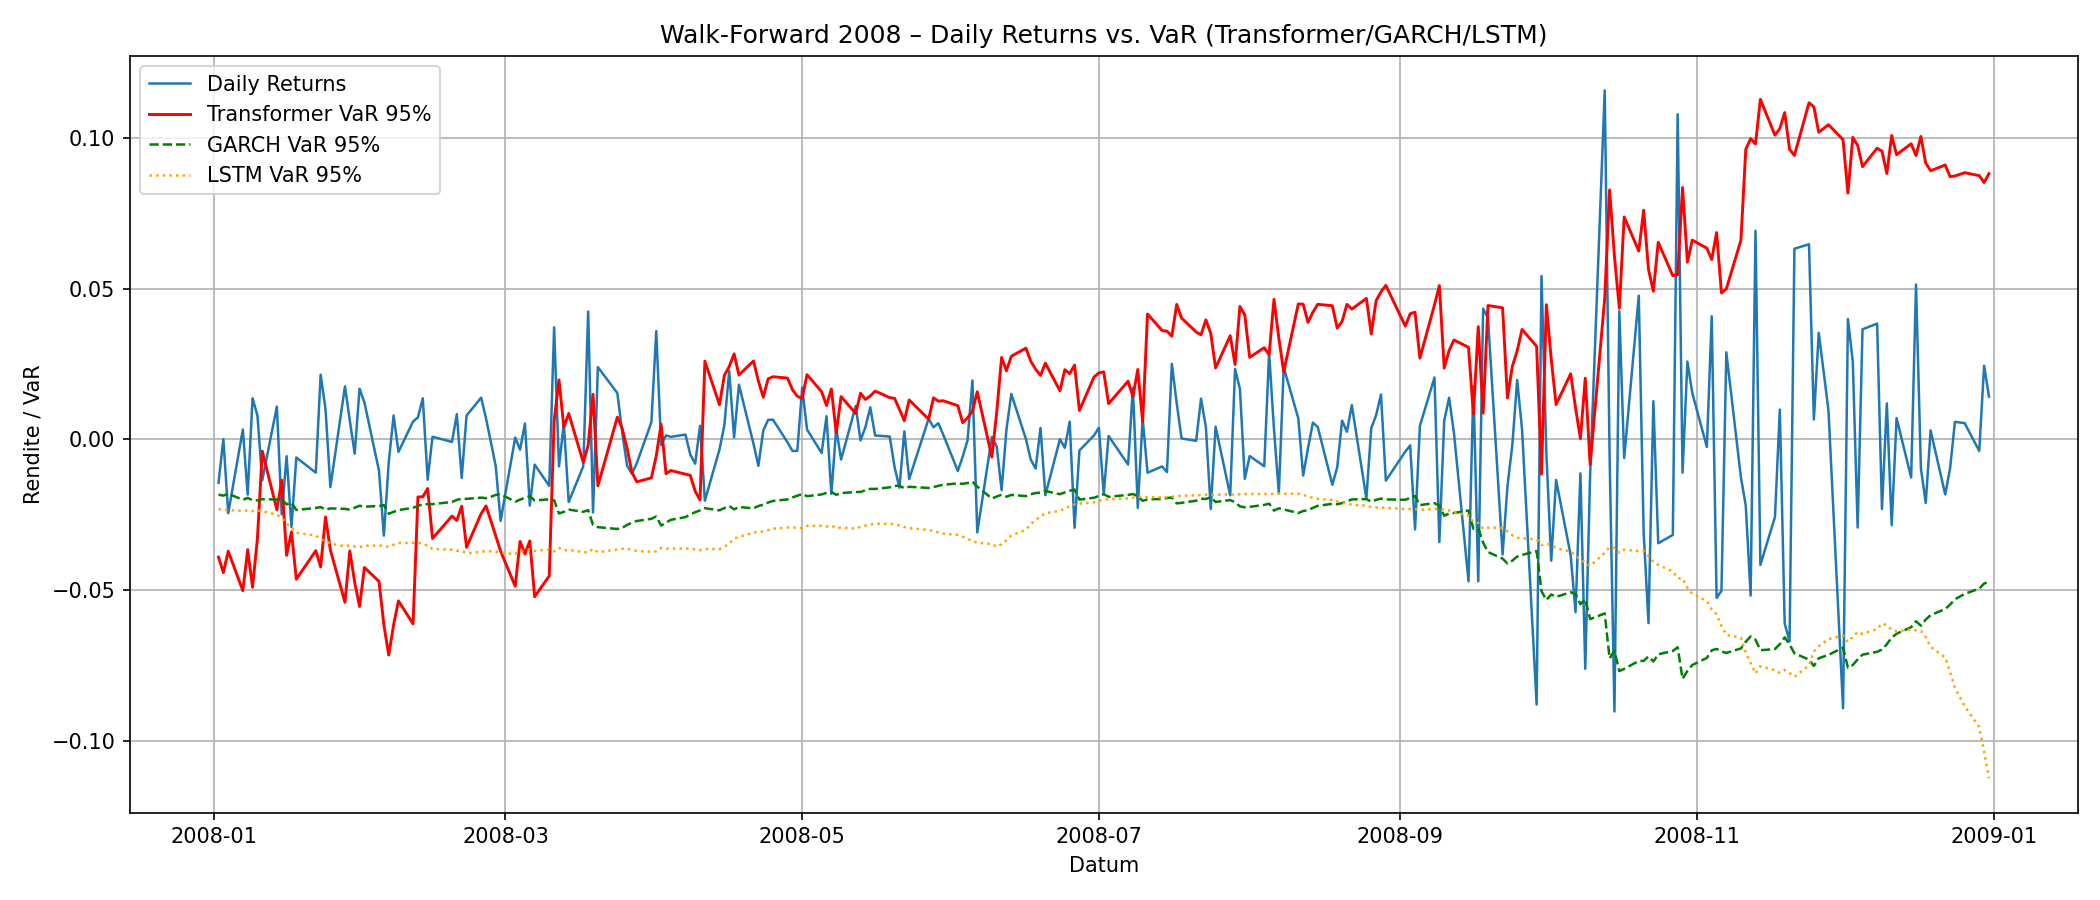 Walk-Forward 2008 – Daily Returns vs. VaR (Transformer/GARCH/LSTM)
Daily Returns
Transformer VaR 95%
GARCH VaR 95%
LSTM VaR 95%
Rendite / VaR
0.10
0.05
0.00
−0.05
−0.10
2008-01
2008-03
2008-05
2008-07
2008-09
2008-11
2009-01
Datum